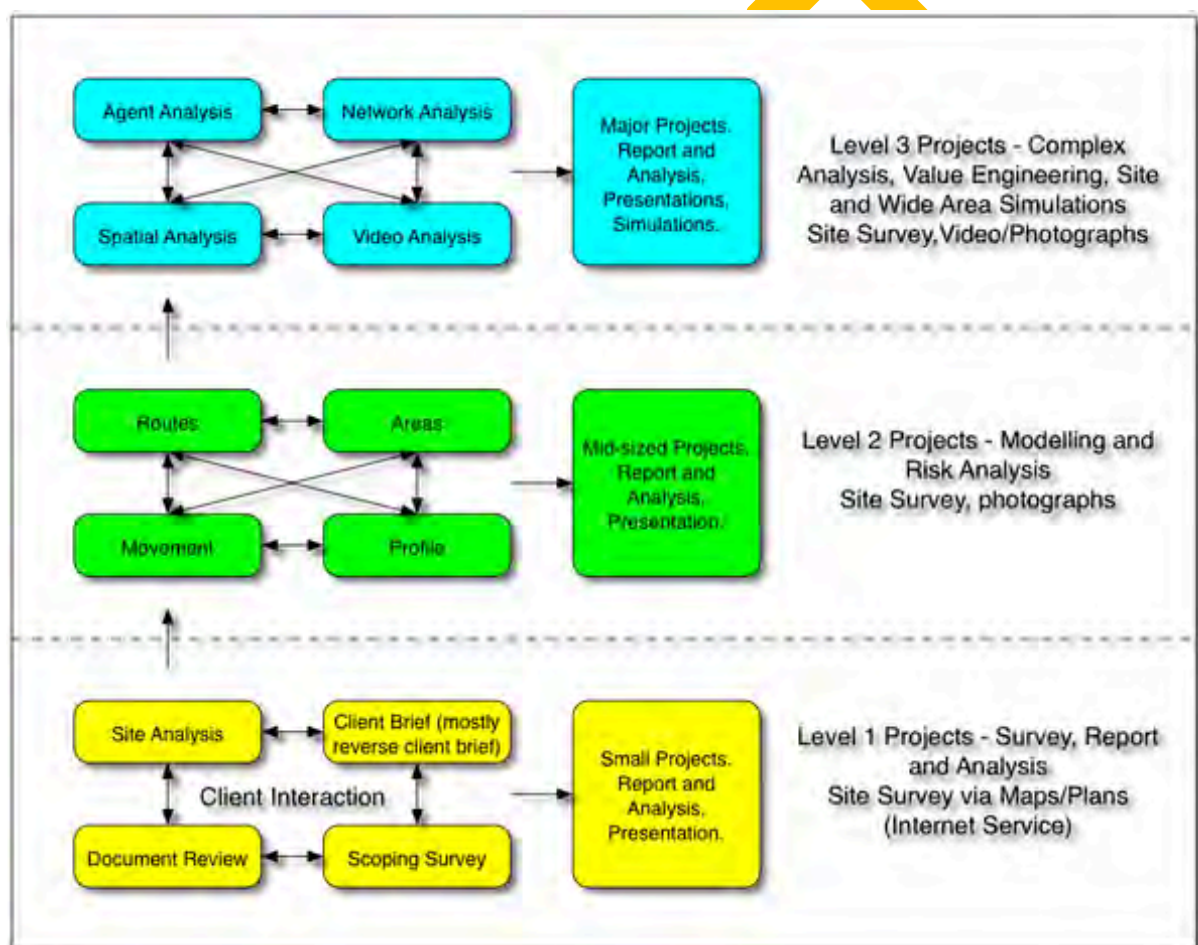 Agent Analysis
Network Analysis
Spatial Analysis
Video Analysis
Major Projects.
Report and
Analysis,
Presentations,
Simulations.
Level 3 Projects - Complex
Analysis, Value Engineering, Site
and Wide Area Simulations
Site Survey,Video/Photographs
Routes
Areas
Movement
Profile
Mid-sized Projects.
Report and
Analysis,
Presentation.
Level 2 Projects - Modelling and
Risk Analysis
Site Survey, photographs
Site Analysis
Client Brief (mostly
reverse client brief)
Client Interaction
Document Review
Scoping Survey
Small Projects.
Report and
Analysis,
Presentation.
Level 1 Projects - Survey, Report
and Analysis
Site Survey via Maps/Plans
(Internet Service)